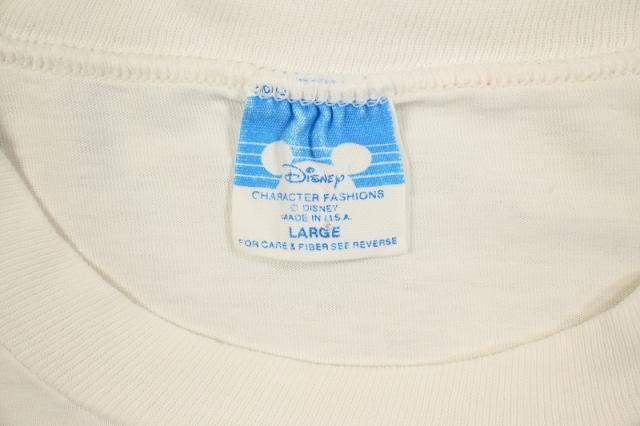 Disney
CHARACTER FASHIONS
© DISNEY
MADE IN U.S.A.
LARGE
FOR CARE & FIBER SEE REVERSE